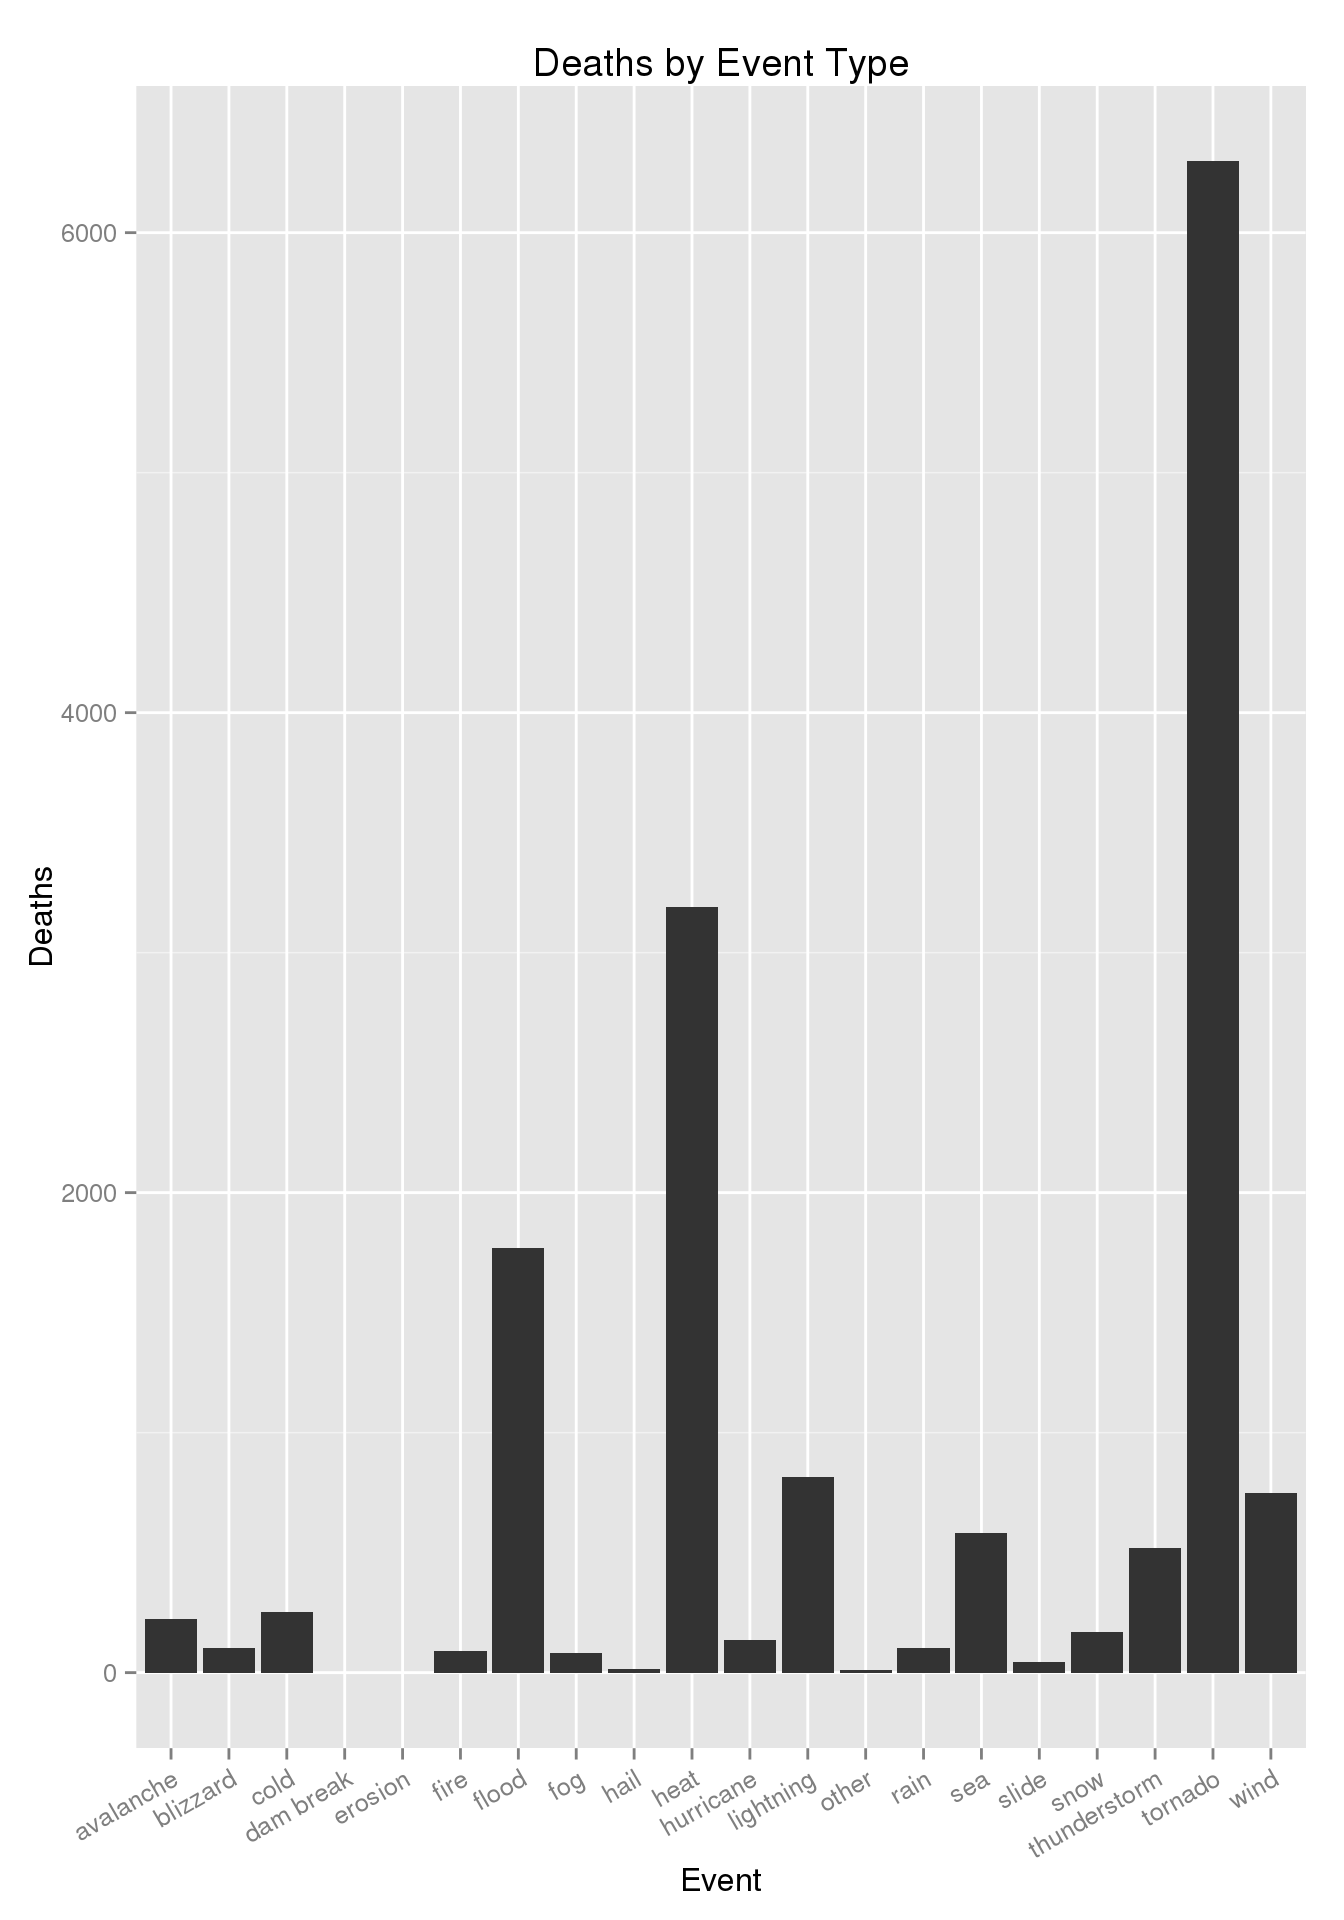 Deaths by Event Type
Deaths
6000
4000
2000
0
avalanche
blizzard
cold
dam break
erosion
fire
flood
fog
hail
heat
hurricane
lightning
other
rain
sea
slide
snow
thunderstorm
tornado
wind
Event